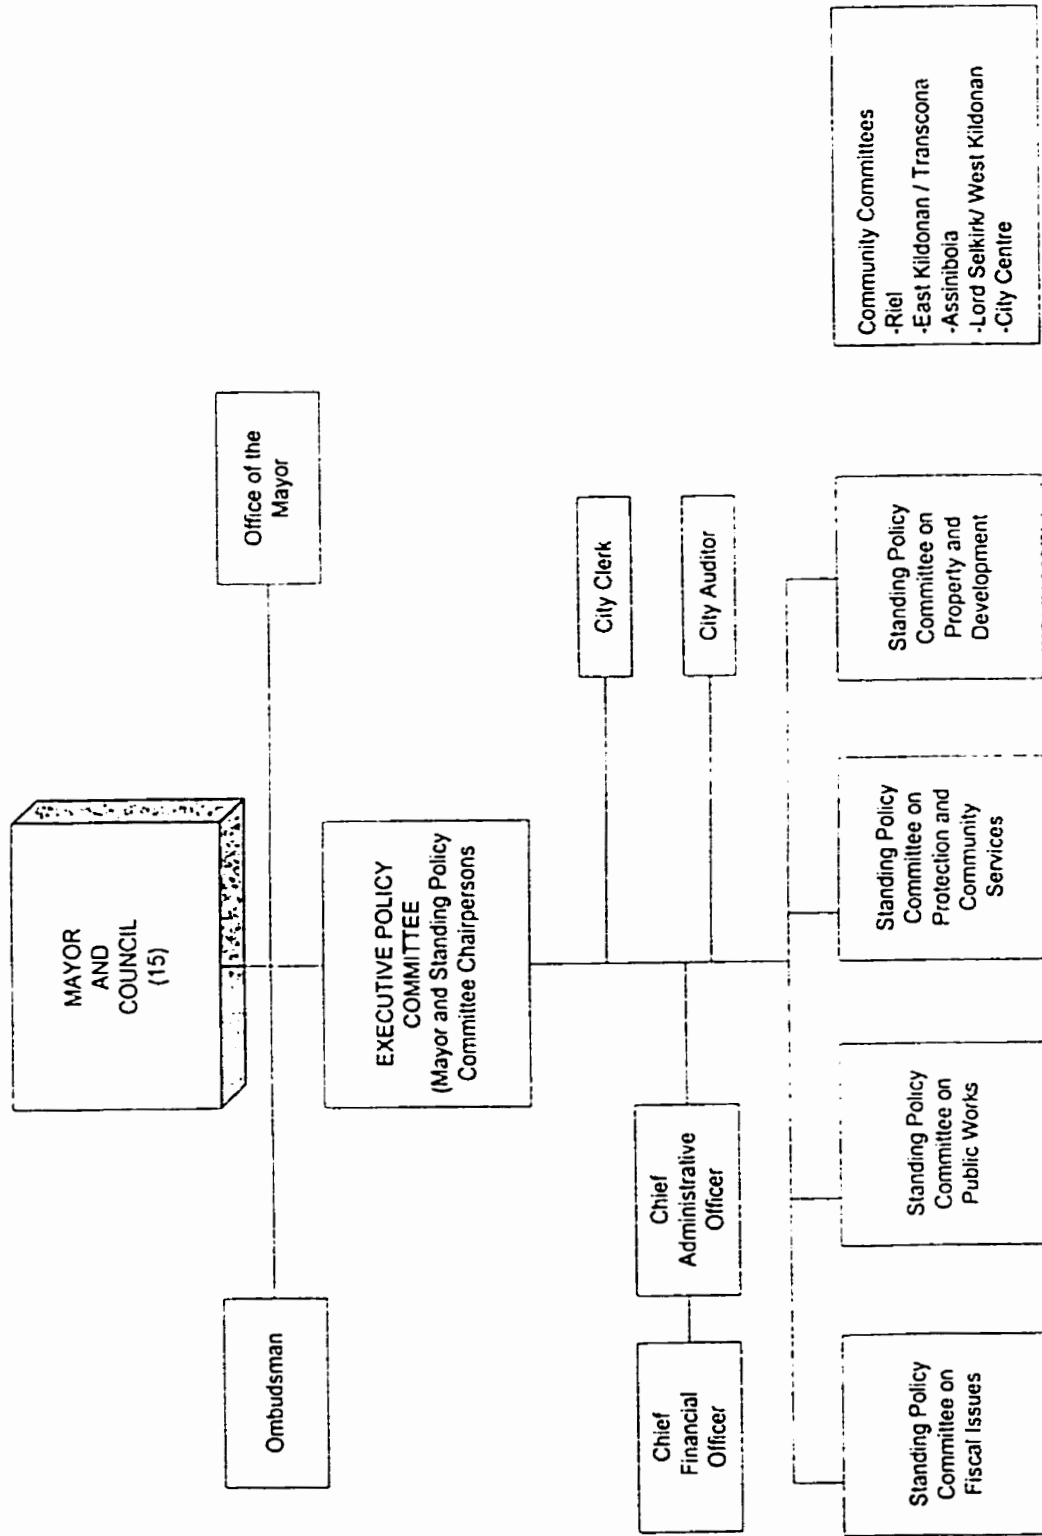 MAYOR
AND
COUNCIL
(15)
Ombudsman
Office of the
Mayor
EXECUTIVE POLICY
COMMITTEE
(Mayor and Standing Policy
Committee Chairpersons
City Clerk
Chief
Financial
Officer
Chief
Administrative
Officer
City Auditor
Standing Policy
Committee on
Fiscal Issues
Standing Policy
Committee on
Public Works
Standing Policy
Committee on
Protection and
Community
Services
Standing Policy
Committee on
Property and
Development
Community Committees
-Riel
-East Kildonan / Transcona
-Assiniboia
-Lord Selkirk/ West Kildonan
-City Centre